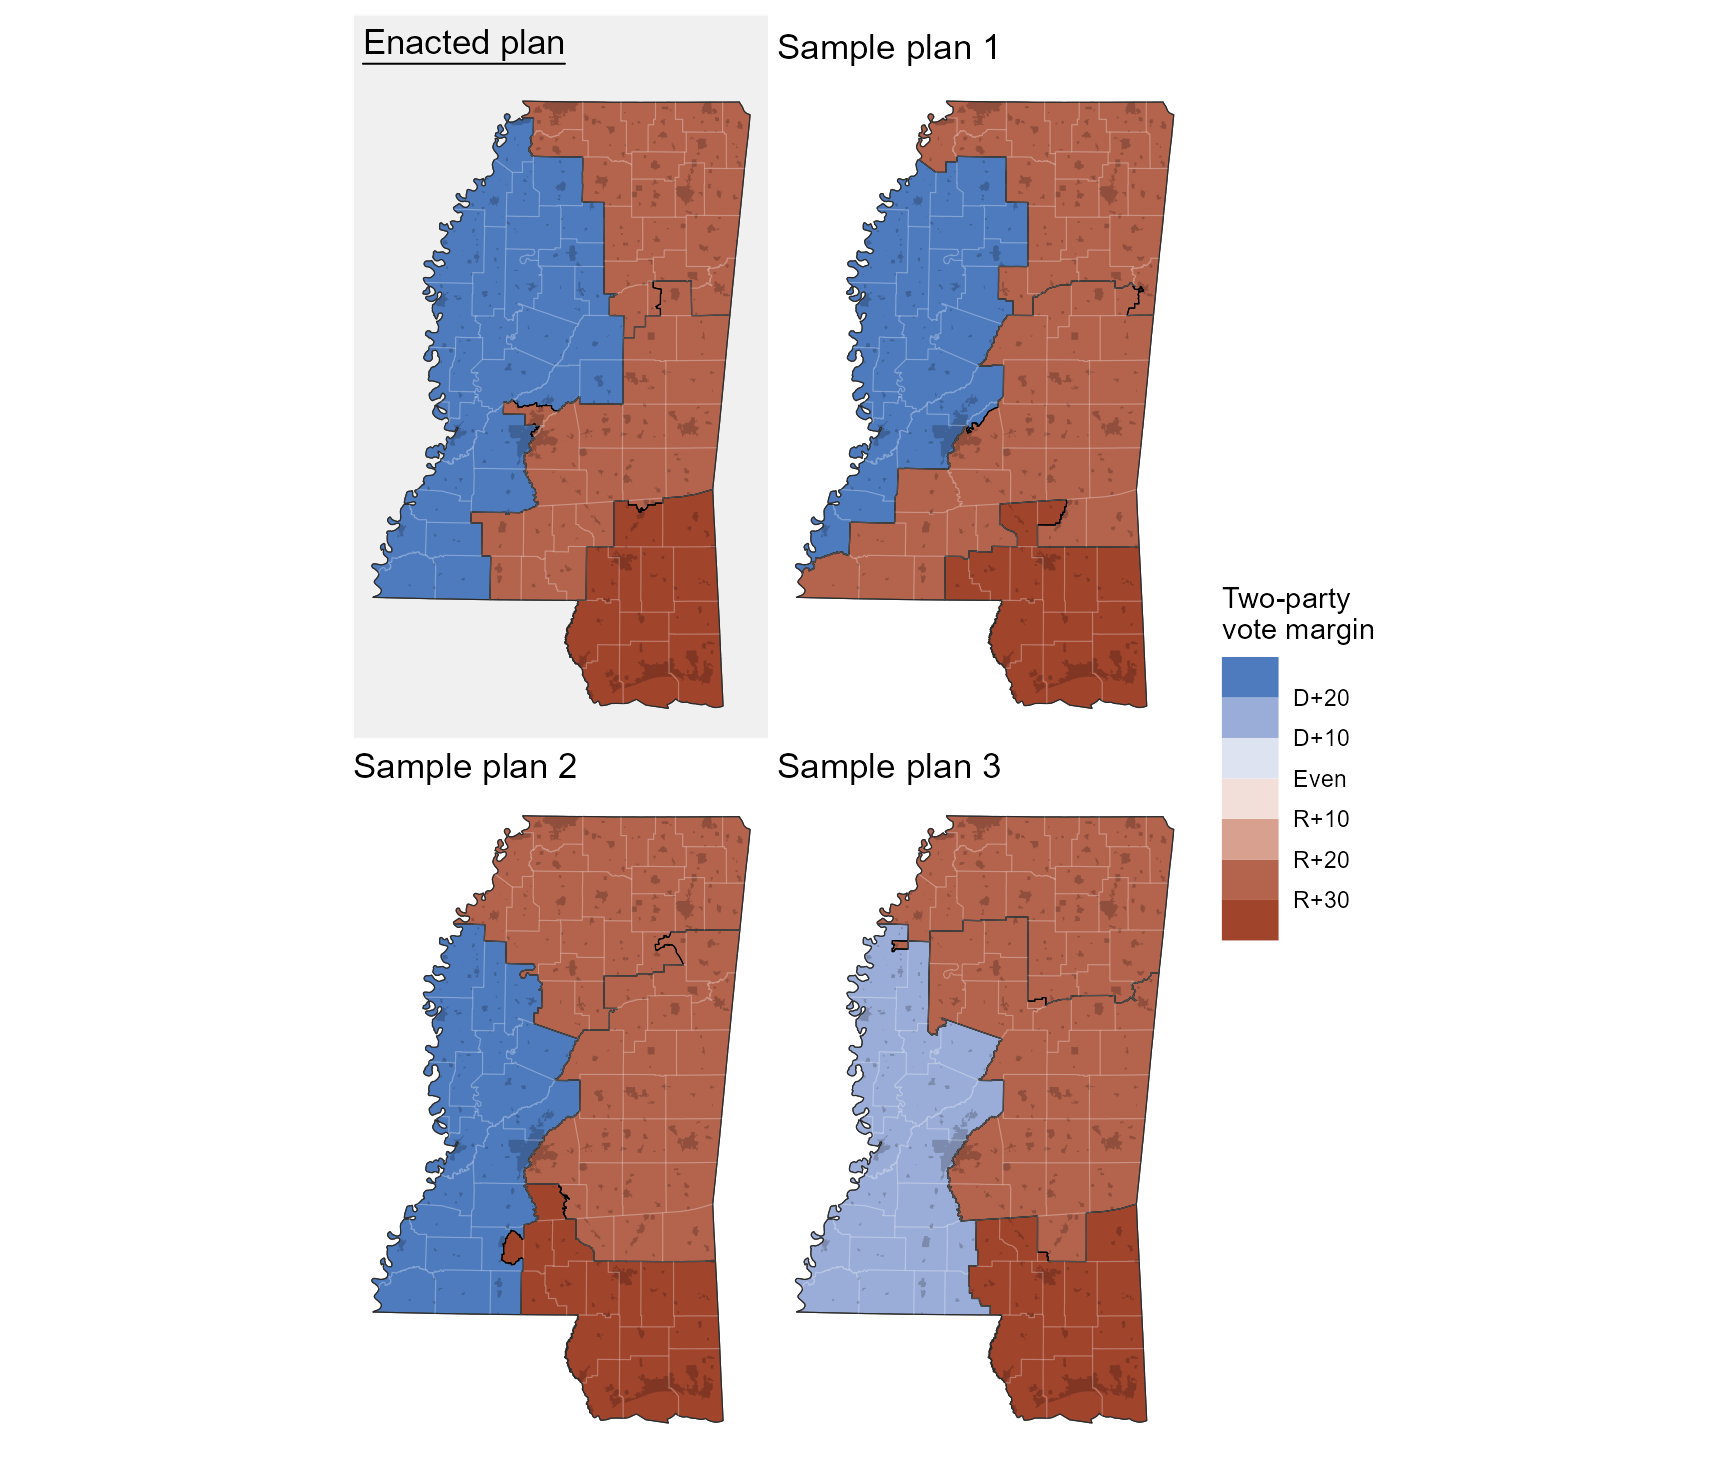 Enacted plan
Sample plan 1
Sample plan 2
Sample plan 3
Two-party
vote margin
D+20
D+10
Even
R+10
R+20
R+30